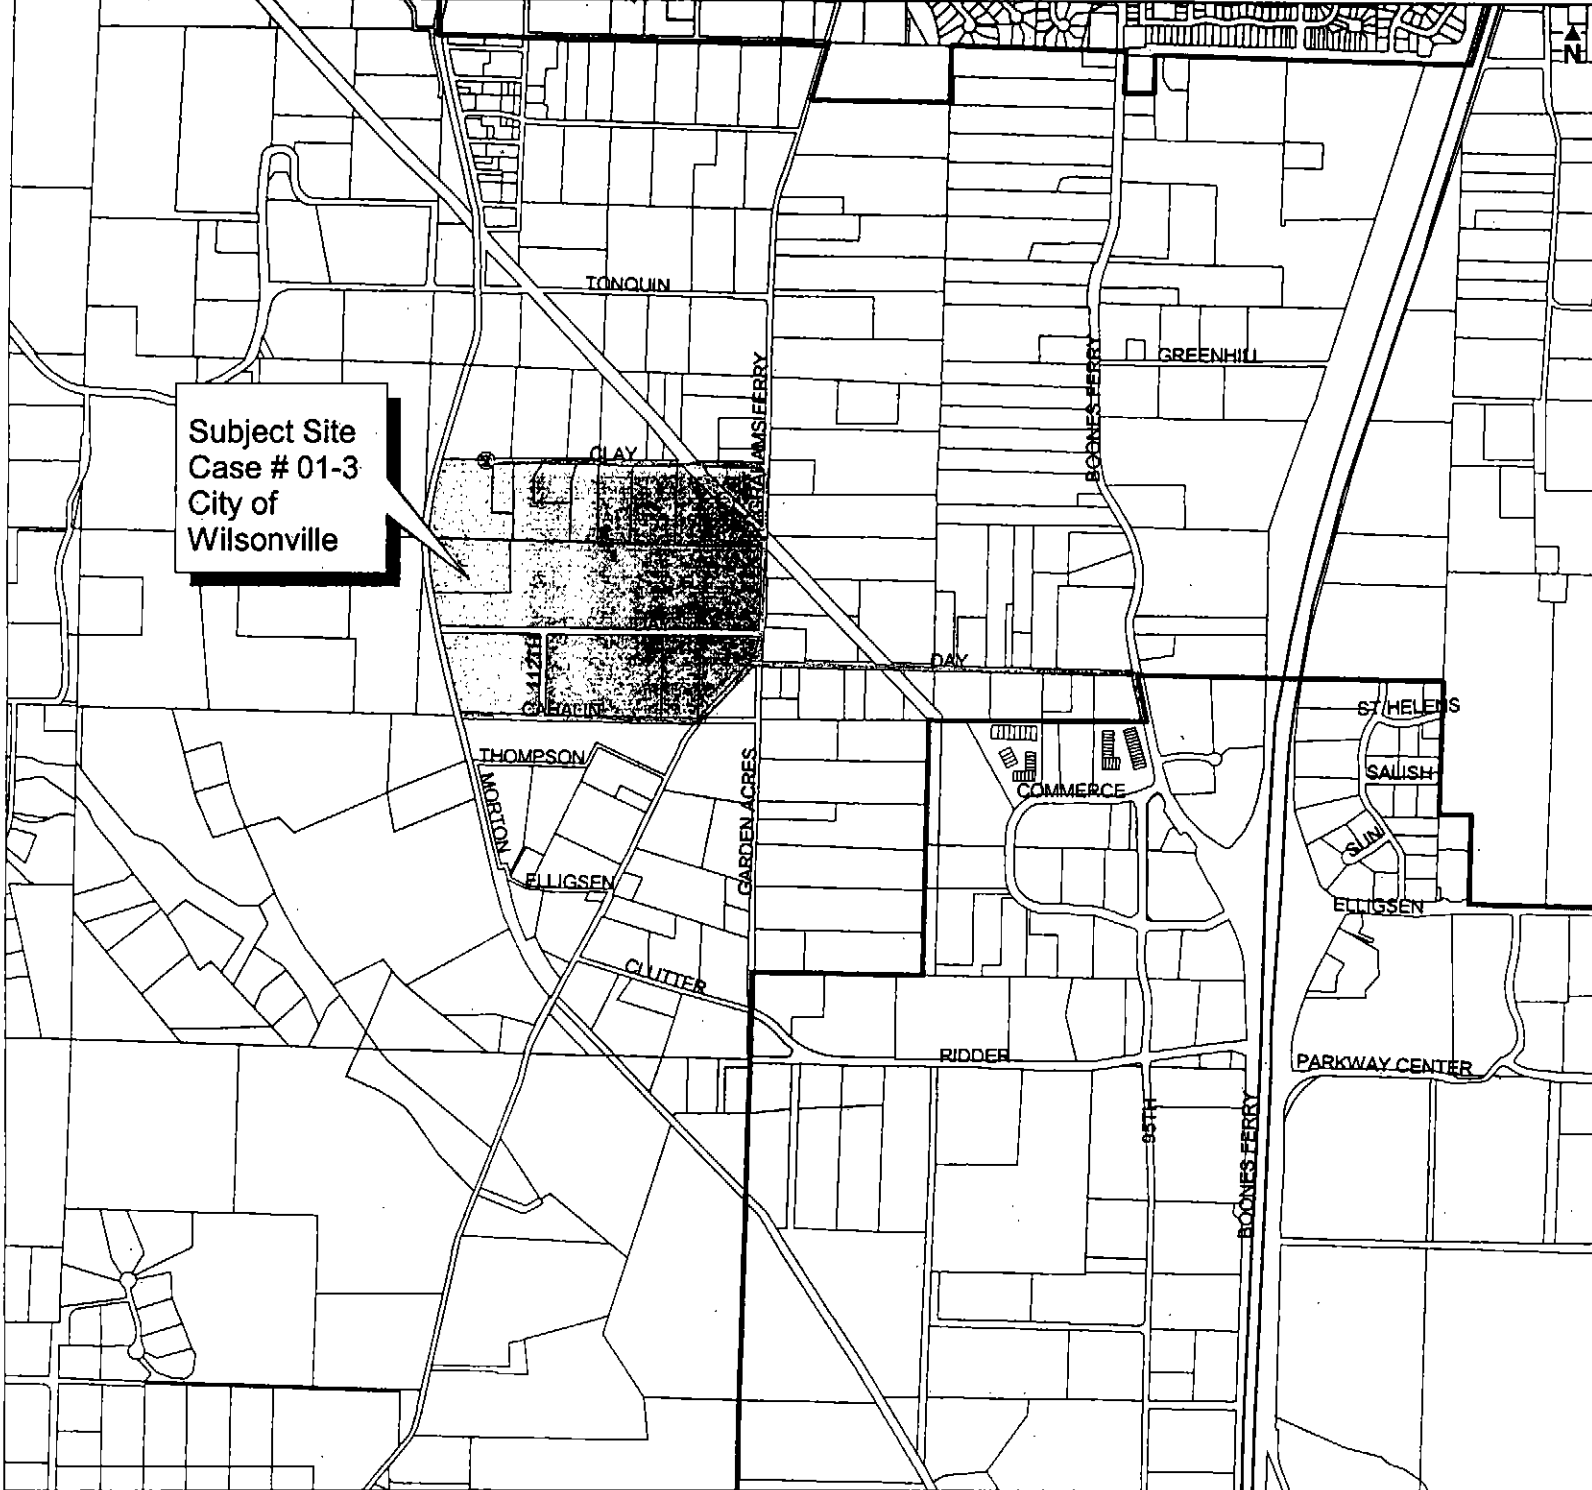 N
TONQUIN
GREENHILL
GRAHAMS FERRY
BOONES FERRY
Subject Site
Case # 01-3
City of
Wilsonville
CLAY
DAY
112TH
CAHALIN
ST HELENS
THOMPSON
SALISH
MORTON
GARDEN ACRES
COMMERCE
ELLIGSEN
ELLIGSEN
CLUTTER
RIDDER
PARKWAY CENTER
95TH
BOONES FERRY